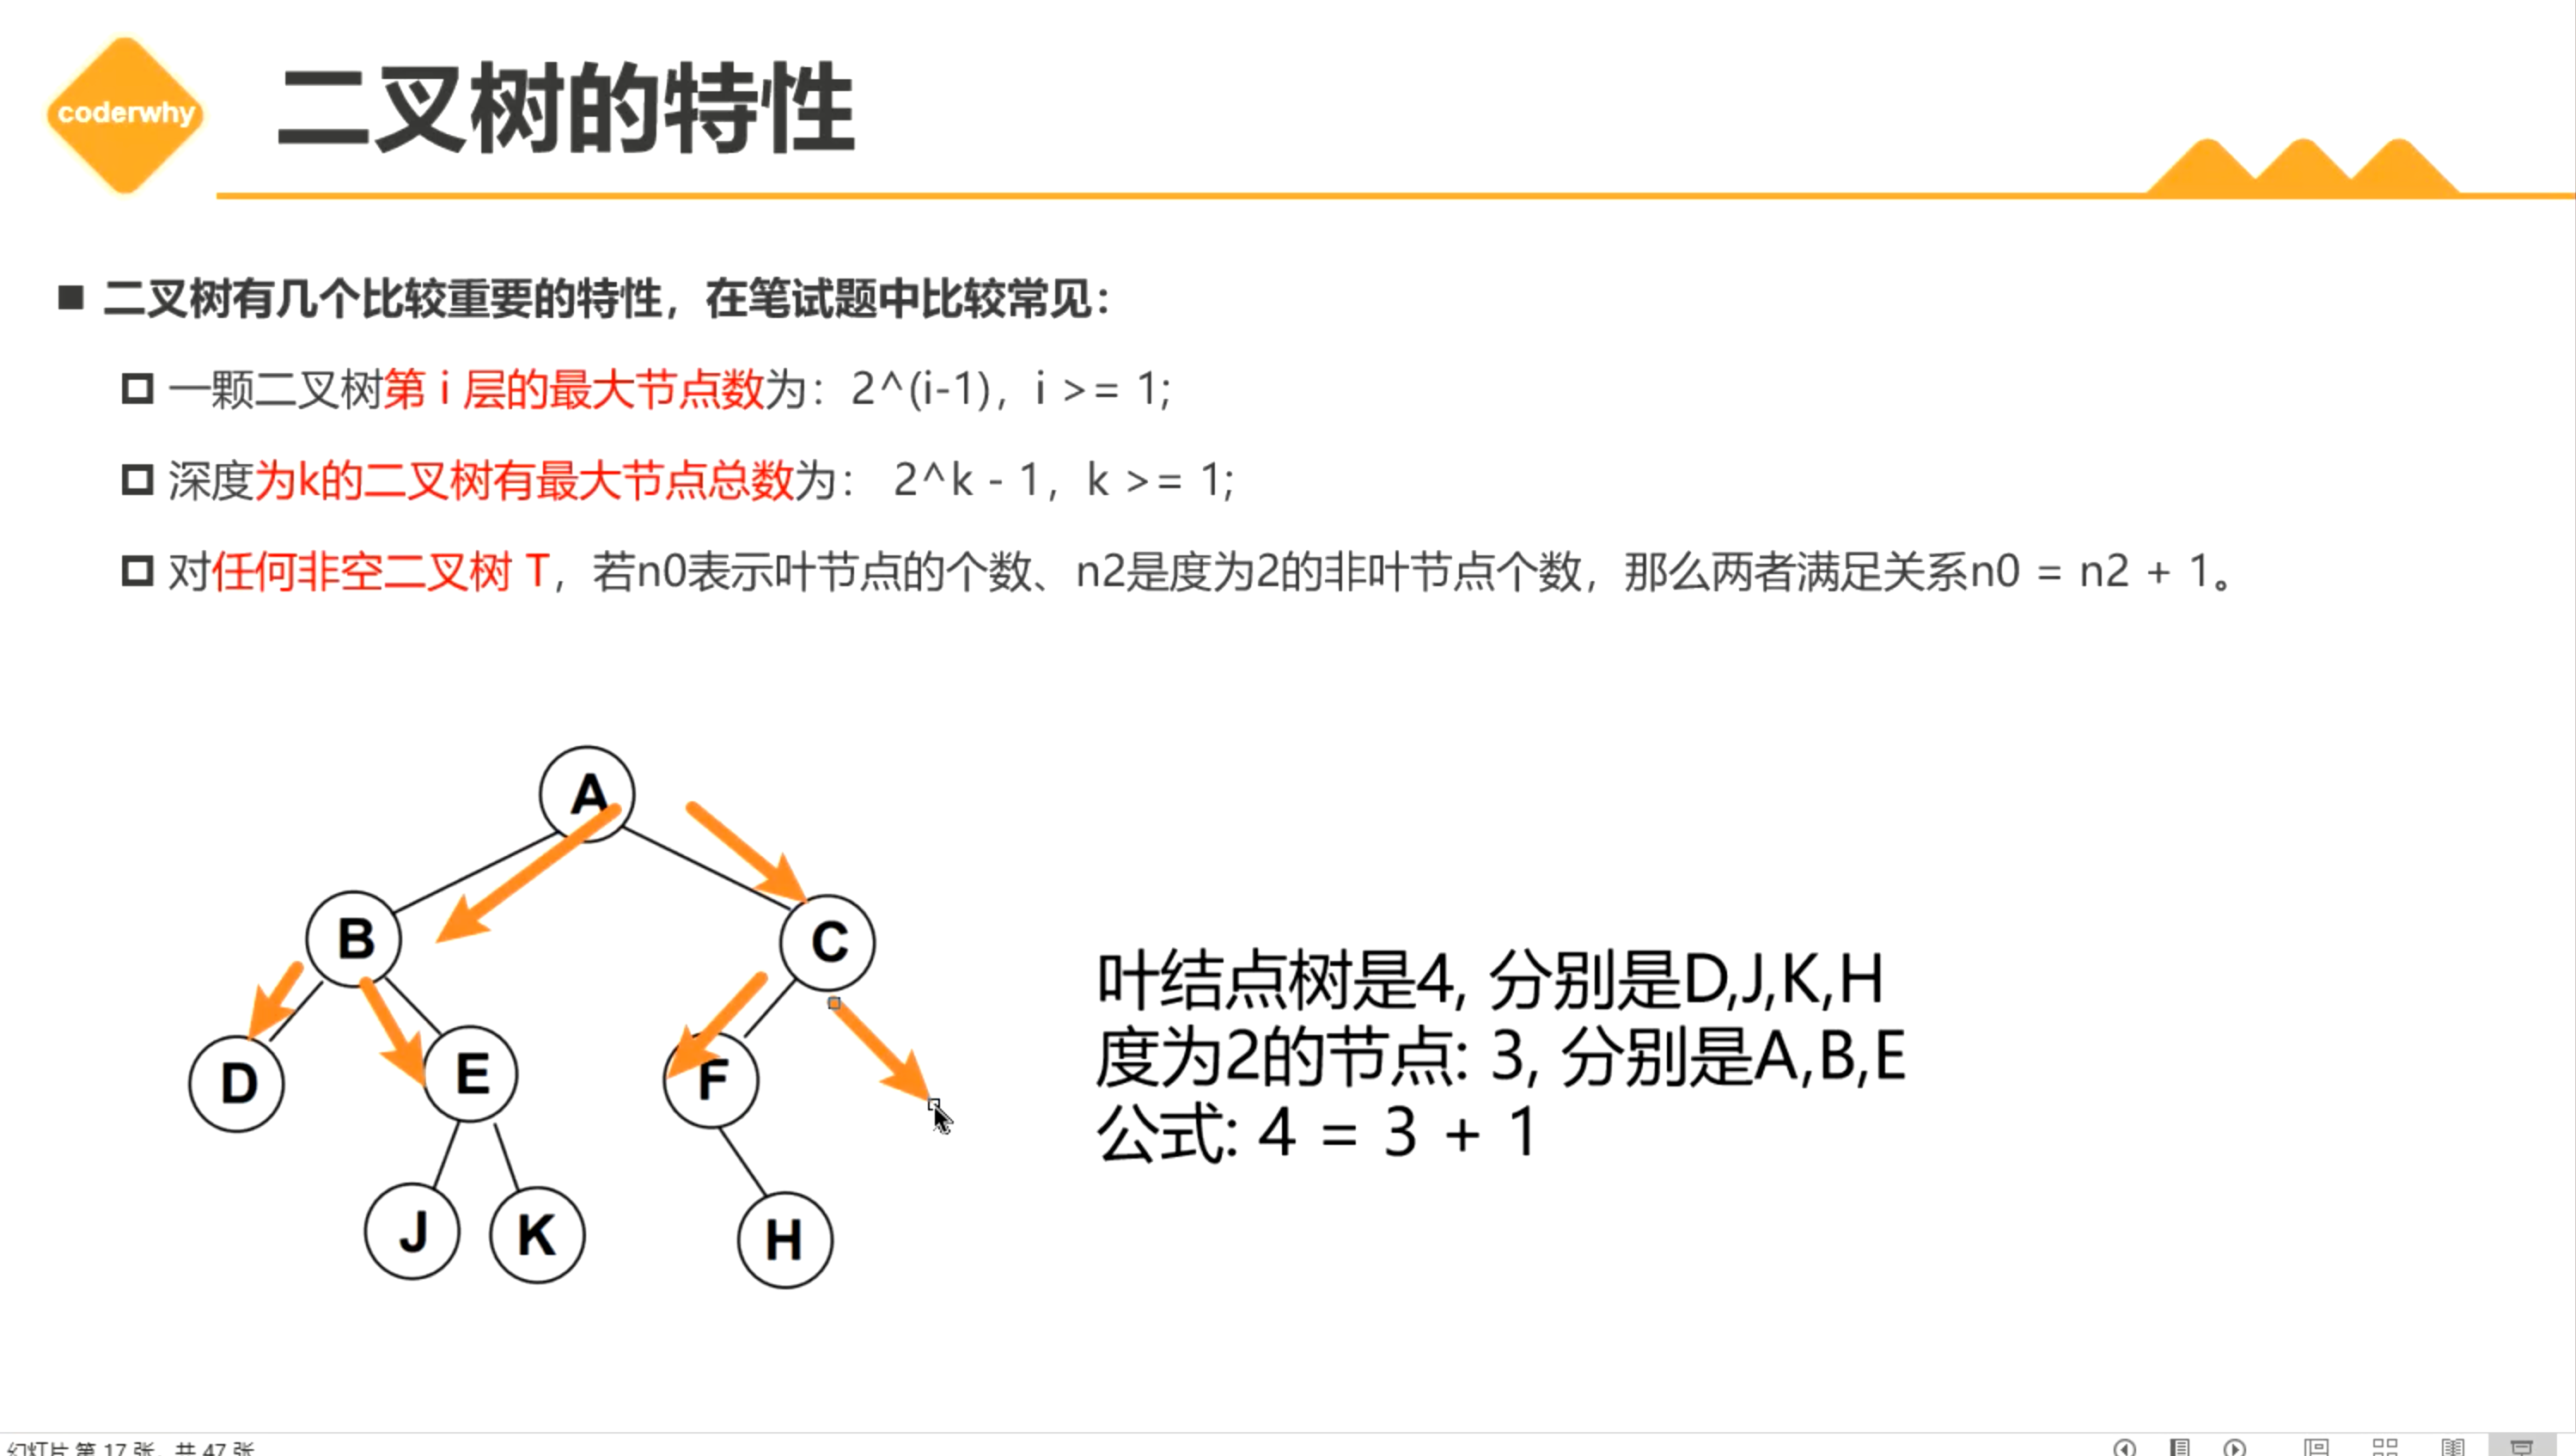 coderwhy
二叉树的特性
二叉树有几个比较重要的特性，在笔试题中比较常见：
一颗二叉树第 i 层的最大节点数为：2^(i-1)，i >= 1;
深度为k的二叉树有最大节点总数为： 2^k - 1，k >= 1;
对任何非空二叉树 T，若n0表示叶节点的个数、n2是度为2的非叶节点个数，那么两者满足关系n0 = n2 + 1。
A
B
C
D
E
F
J
K
H
叶结点树是4, 分别是D,J,K,H
度为2的节点: 3, 分别是A,B,E
公式: 4 = 3 + 1
幻灯片 第 17 张，共 47 张